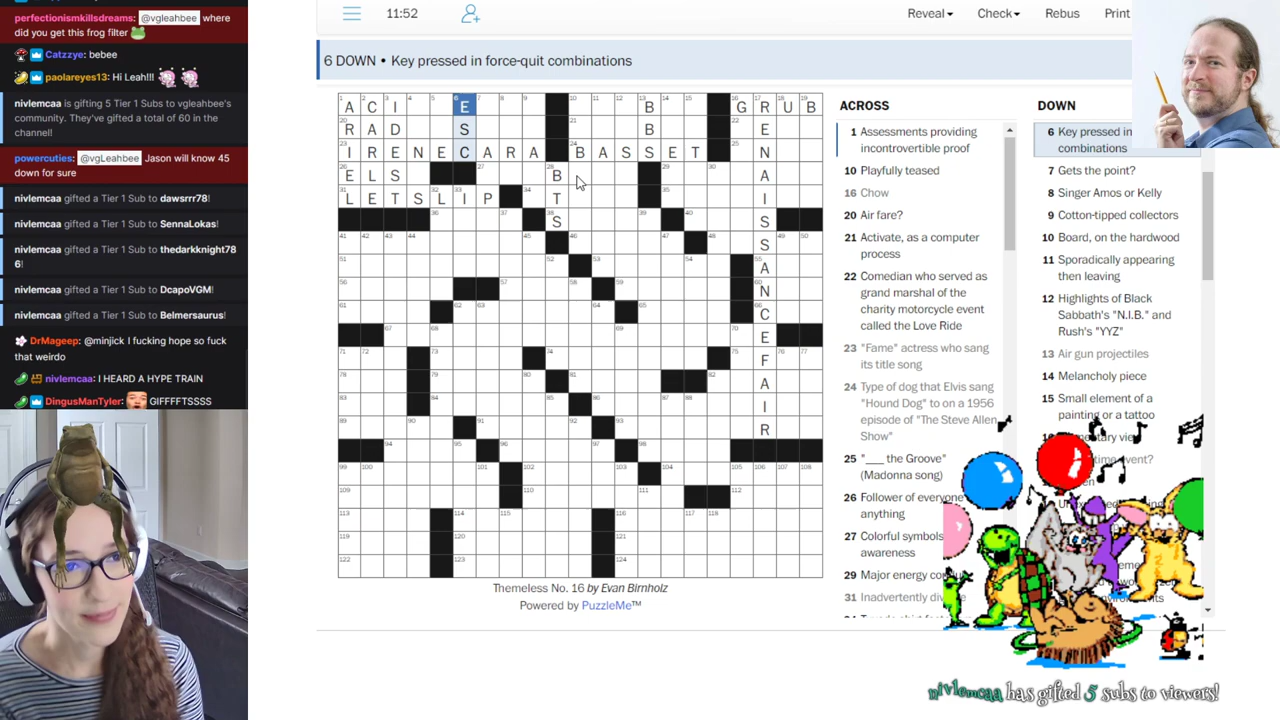 perfectionismkillsdreams: @vgleahbee where
did you get this frog filter
Catzzye: bebee
paolareyes13: Hi Leah!!!
nivlemcaa is gifting 5 Tier 1 Subs to vgleahbee's
community. They've gifted a total of 60 in the
channel!
powercuties: @vgLeahbee Jason will know 45
down for sure
nivlemcaa gifted a Tier 1 Sub to dawsrrr78!
nivlemcaa gifted a Tier 1 Sub to SennaLokas!
nivlemcaa gifted a Tier 1 Sub to thedarkknight78
6!
nivlemcaa gifted a Tier 1 Sub to DcapoVGM!
nivlemcaa gifted a Tier 1 Sub to Belmersaurus!
DrMageep: @minjick I fucking hope so fuck
that weirdo
nivlemcaa: I HEARD A HYPE TRAIN
DingusManTyler: GIFFFFTSSSS
11:52
Reveal Check Rebus Print
6 DOWN • Key pressed in force-quit combinations
A C I E B G R U B
R A D S B E
I R E N E C A R A B A S S E T N
E L S B A
L E T S L I P T I
S S
S
A
N
C
E
F
A
I
R
Themeless No. 16 by Evan Birnholz
Powered by PuzzleMe™
ACROSS
1 Assessments providing
incontrovertible proof
10 Playfully teased
16 Chow
20 Air fare?
21 Activate, as a computer
process
22 Comedian who served as
grand marshal of the
charity motorcycle event
called the Love Ride
23 "Fame" actress who sang
its title song
24 Type of dog that Elvis sang
"Hound Dog" to on a 1956
episode of "The Steve Allen
Show"
25 "___ the Groove"
(Madonna song)
26 Follower of everyone
anything
27 Colorful symbols
awareness
29 Major energy
31 Inadvertently
DOWN
6 Key pressed in
combinations
7 Gets the point?
8 Singer Amos or Kelly
9 Cotton-tipped collectors
10 Board, on the hardwood
11 Sporadically appearing
then leaving
12 Highlights of Black
Sabbath's "N.I.B." and
Rush's "YYZ"
13 Air gun projectiles
14 Melancholy piece
15 Small element of a
painting or a tattoo
nivlemcaa has gifted 5 subs to viewers!